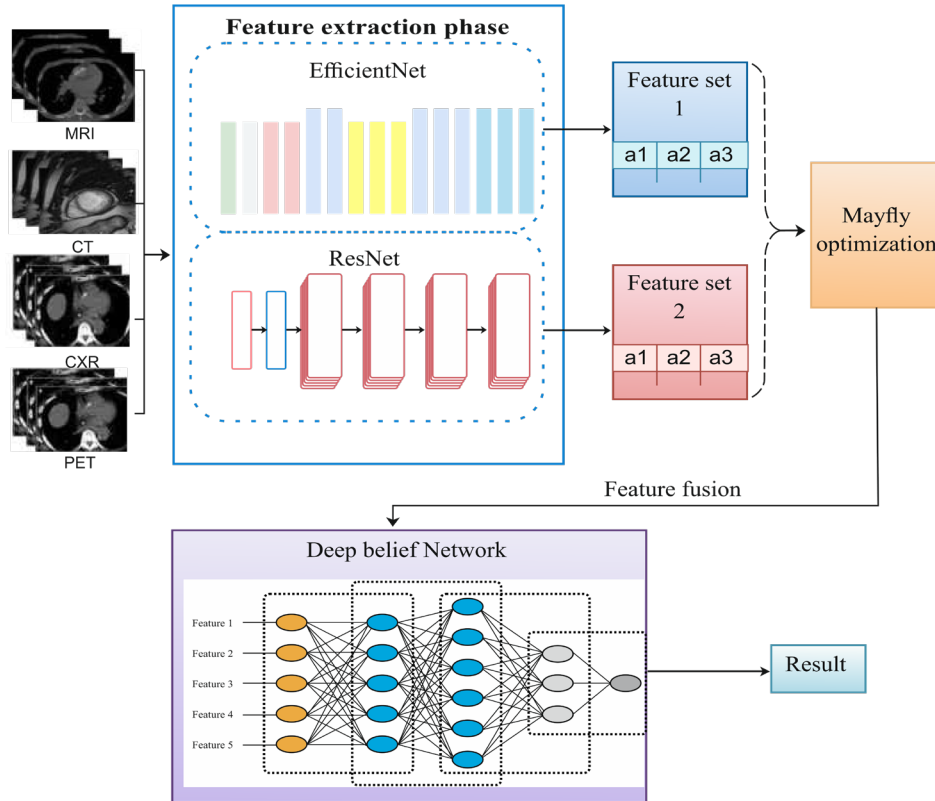 Feature extraction phase
MRI
CT
CXR
PET
EfficientNet
ResNet
Feature set
1
a1 a2 a3
Feature set
2
a1 a2 a3
Mayfly
optimization
Feature fusion
Deep belief Network
Feature 1
Feature 2
Feature 3
Feature 4
Feature 5
Result